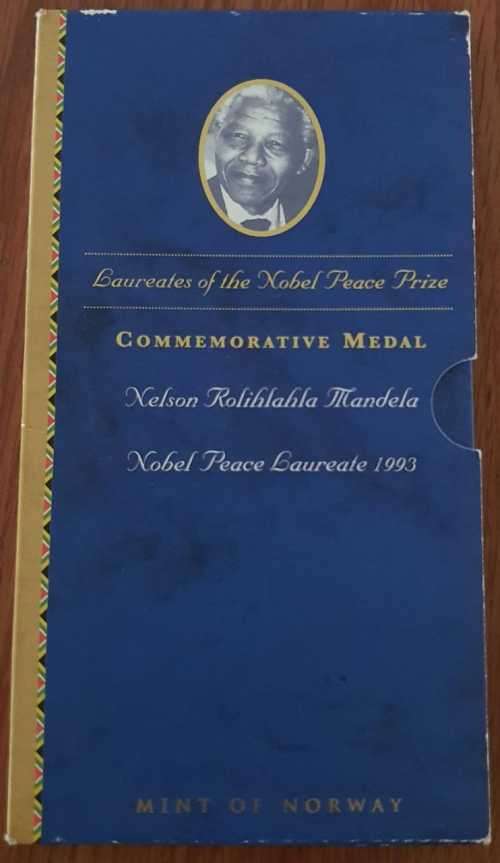 Laureates of the Nobel Peace Prize
COMMEMORATIVE MEDAL
Nelson Rolihlahla Mandela
Nobel Peace Laureate 1993
MINT OF NORWAY